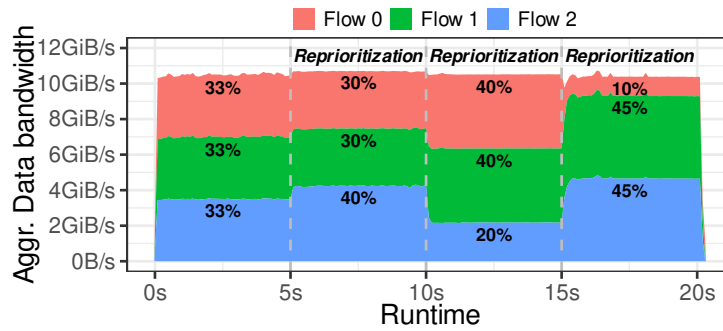 Flow 0 Flow 1 Flow 2
Aggr. Data bandwidth
12GiB/s
10GiB/s
8GiB/s
6GiB/s
4GiB/s
2GiB/s
0B/s
Reprioritization Reprioritization Reprioritization
33% 30% 40% 10%
33% 30% 40% 45%
33% 40% 20% 45%
0s 5s 10s 15s 20s
Runtime